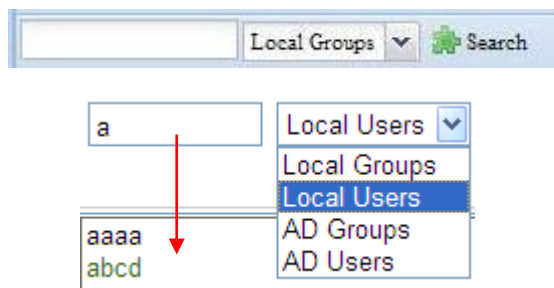 Local Groups Search
a Local Users
Local Groups
Local Users
aaaa AD Groups
abcd AD Users